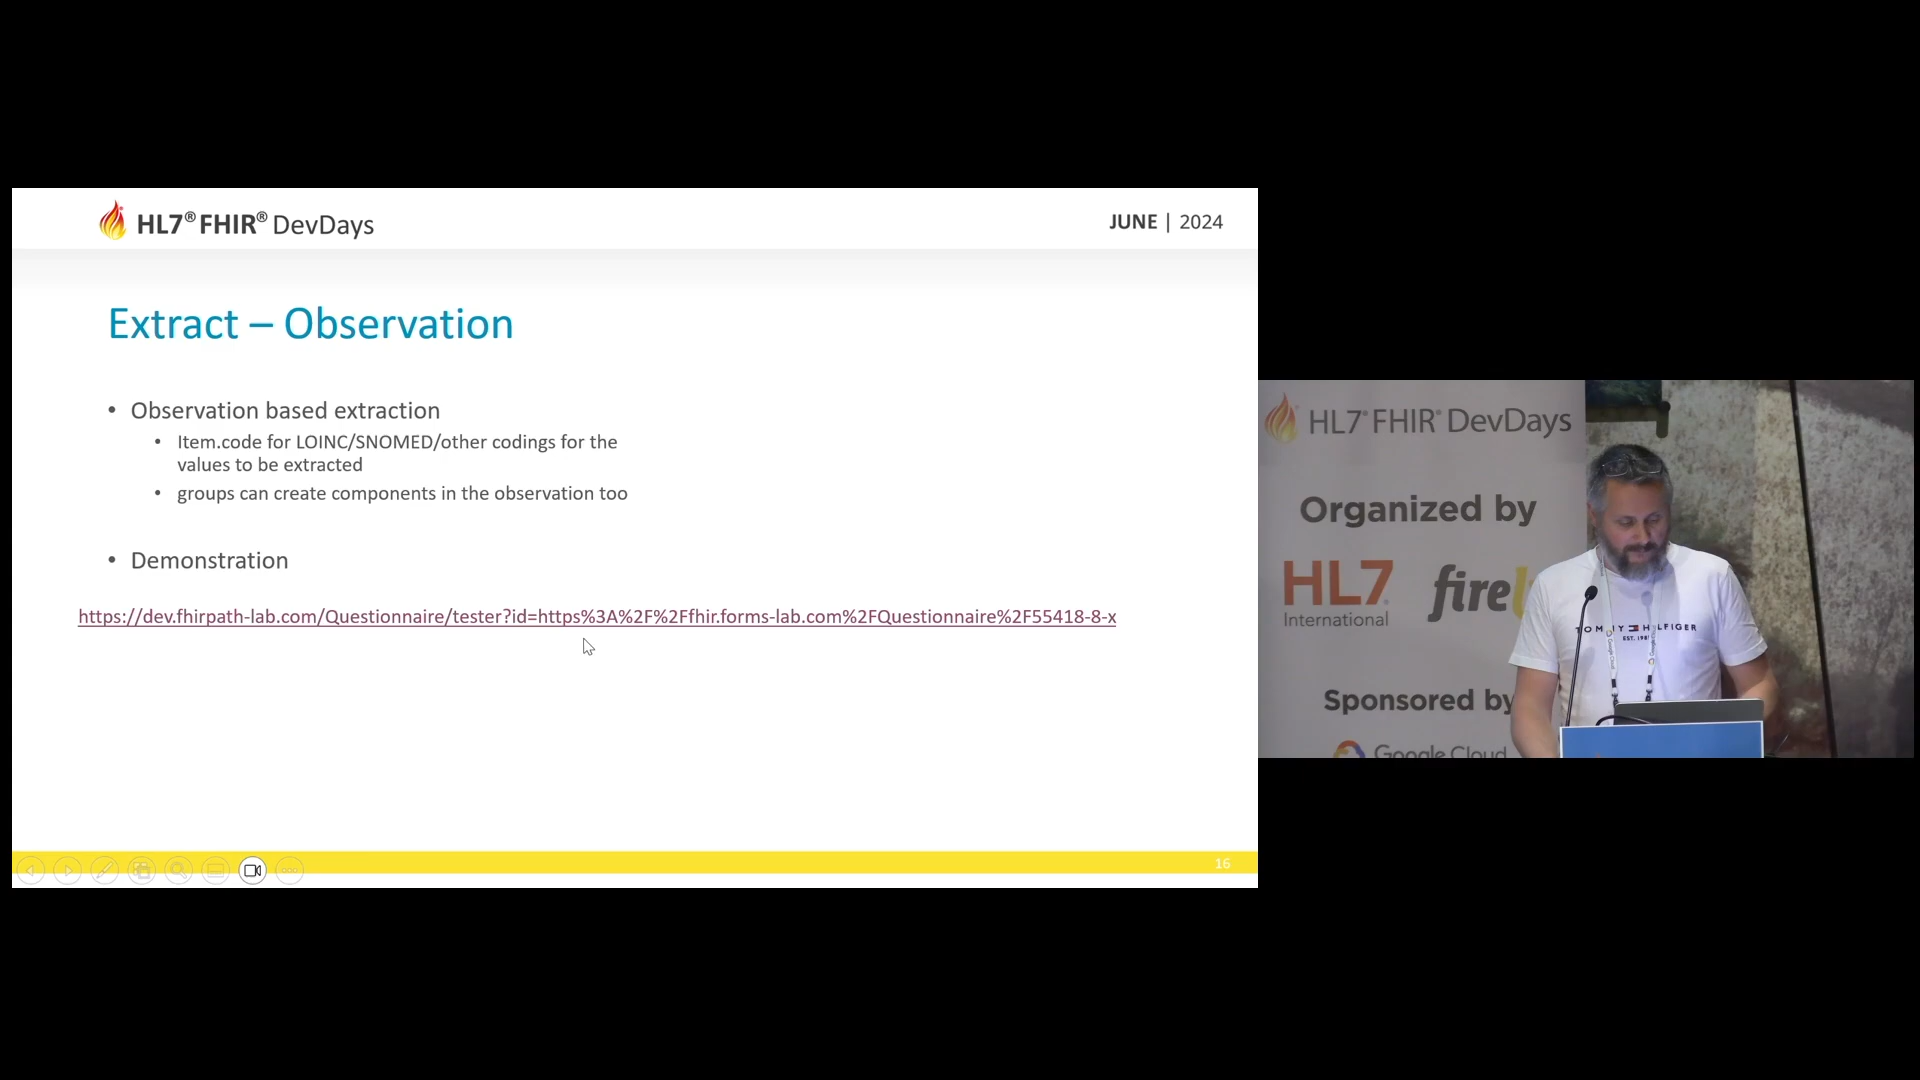 HL7® FHIR® DevDays
JUNE | 2024
Extract – Observation
• Observation based extraction
• Item.code for LOINC/SNOMED/other codings for the
values to be extracted
• groups can create components in the observation too
• Demonstration
https://dev.fhirpath-lab.com/Questionnaire/tester?id=https%3A%2F%2Ffhir.forms-lab.com%2FQuestionnaire%2F55418-8-x
16
HL7® FHIR® DevDays
Organized by
HL7
International
Sponsored by
Google Cloud